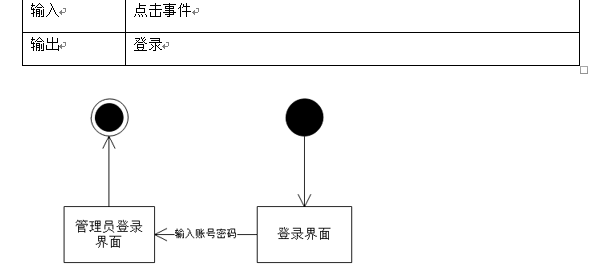 输入 点击事件
输出 登录
管理员登录
界面
输入账号密码
登录界面